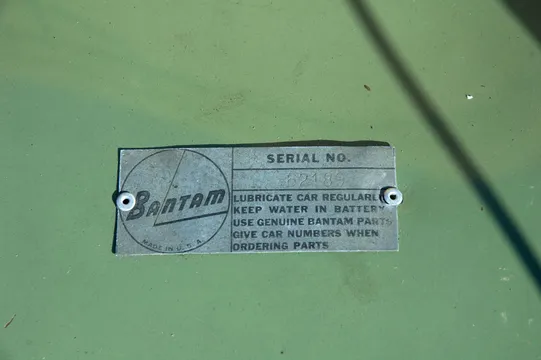 BANTAM
MADE IN U.S.A.
SERIAL NO.
LUBRICATE CAR REGULARLY
KEEP WATER IN BATTERY
USE GENUINE BANTAM PARTS
GIVE CAR NUMBERS WHEN
ORDERING PARTS